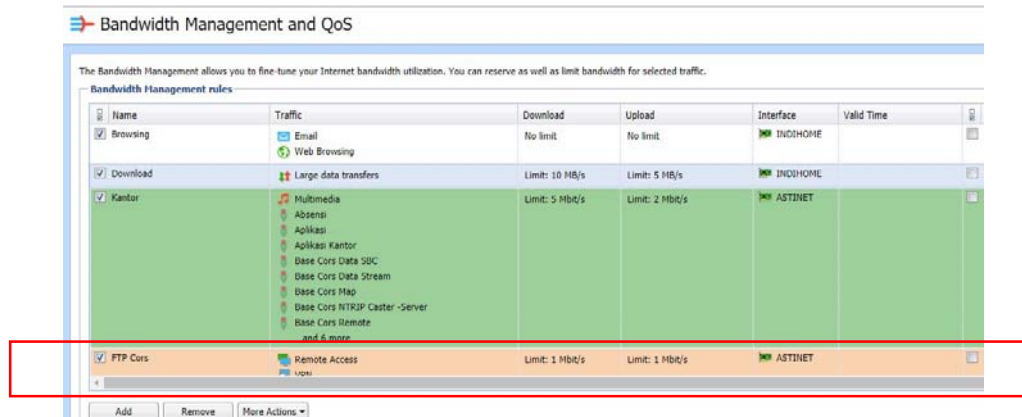 Bandwidth Management and QoS
The Bandwidth Management allows you to fine-tune your Internet bandwidth utilization. You can reserve as well as limit bandwidth for selected traffic.
Bandwidth Management rules
Name Traffic Download Upload Interface Valid Time
Browsing Email No limit No limit INDIHOME
Web Browsing
Download Large data transfers Limit: 10 MB/s Limit: 5 MB/s INDIHOME
Kantor Multimedia Limit: 5 Mbit/s Limit: 2 Mbit/s ASTINET
Absensi
Aplikasi
Aplikasi Kantor
Base Cors Data SBC
Base Cors Data Stream
Base Cors Map
Base Cors NTRIP Caster -Server
Base Cors Remote
and 6 more
FTP Cors Remote Access Limit: 1 Mbit/s Limit: 1 Mbit/s ASTINET
VPN
Add Remove More Actions